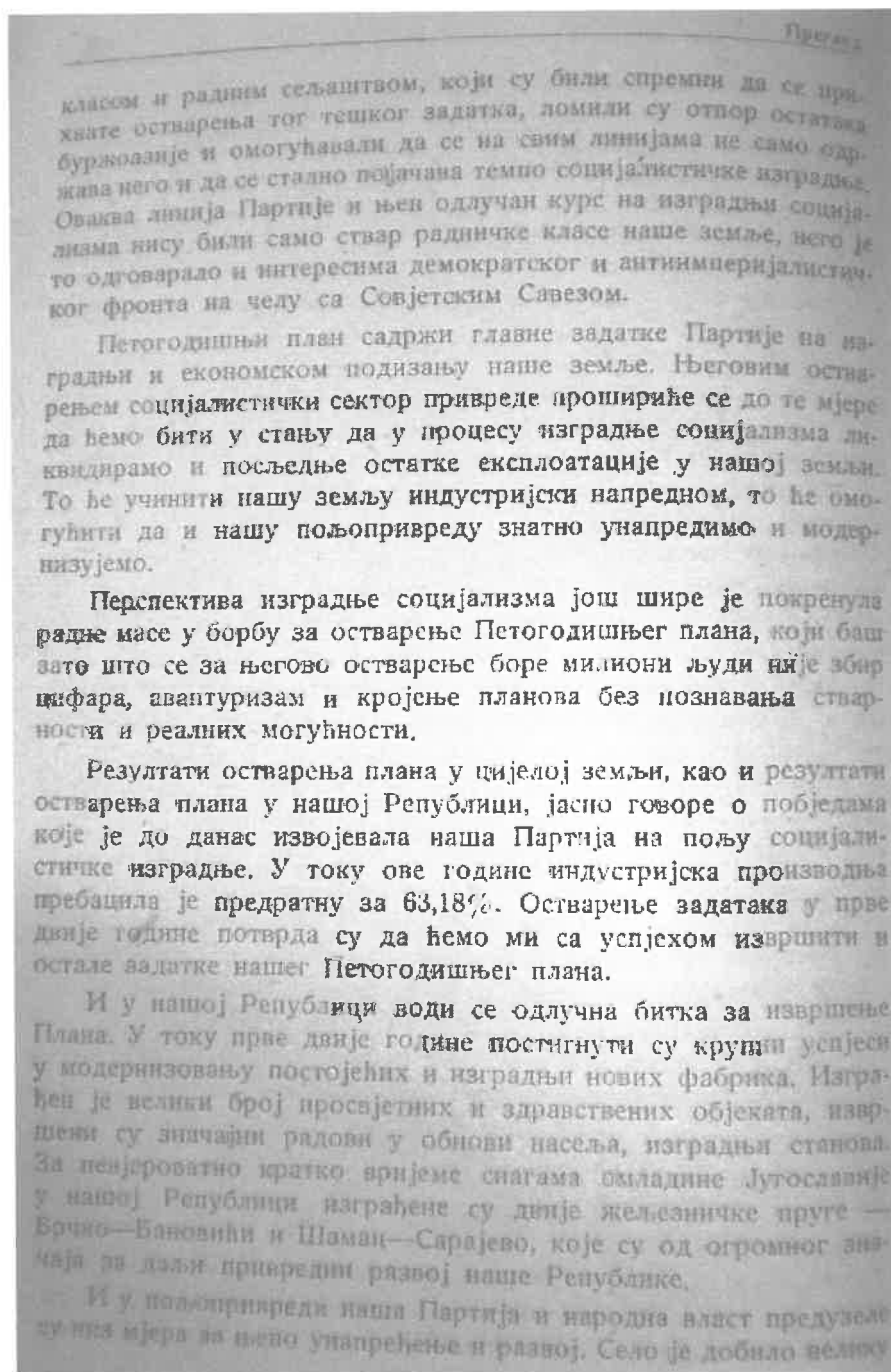 класом и радним сељаштвом, који су били спремни да се при-
хвате остварења тог тешког задатка, ломили су отпор остатака
буржоазије и омогућавали да се на свим линијама не само одр-
жава него и да се стално појачава темпо социјалистичке изградње.
Оваква линија Партије и њен одлучан курс на изградњи соција-
лизма нису били само ствар радничке класе наше земље, него је
то одговарало и интересима демократског и антиимперијалистич-
ког фронта на челу са Совјетским Савезом.
Петогодишњи план садржи главне задатке Партије на из-
градњи и економском подизању наше земље. Његовим оства-
рењем социјалистички сектор привреде прошириће се до те мјере
да ћемо бити у стању да у процесу изградње социјализма ли-
квидирамо и посљедње остатке експлоатације у нашој земљи.
То ће учинити нашу земљу индустријски напредном, то ће омо-
гућити да и нашу пољопривреду знатно унапредимо и модер-
низујемо.
Перспектива изградње социјализма још шире је покренула
радне масе у борбу за остварење Петогодишњег плана, који баш
зато што се за његово остварење боре милиони људи није збир
цифара, авантуризам и кројење планова без познавања ствар-
ности и реалних могућности.
Резултати остварења плана у цијелој земљи, као и резултати
остварења плана у нашој Републици, јасно говоре о побједама
које је до данас извојевала наша Партија на пољу социјали-
стичке изградње. У току ове године индустријска производња
пребацила је предратну за 63,18%. Остварење задатака у прве
двије године потврда су да ћемо ми са успјехом извршити и
остале задатке нашег Петогодишњег плана.
И у нашој Републици води се одлучна битка за извршење
Плана. У току прве двије године постигнути су крупни успјеси
у модернизовању постојећих и изградњи нових фабрика. Изгра-
ђен је велики број просвјетних и здравствених објеката, извр-
шени су значајни радови у обнови насеља, изградњи станова.
За невјероватно кратко вријеме снагама омладине Југославије
у нашој Републици изграђене су двије жељезничке пруге —
Брчко—Бановићи и Шамац—Сарајево, које су од огромног зна-
чаја за даљи привредни развој наше Републике.
И у пољопривреди наша Партија и народна власт предузеле
су низ мјера за њено унапређење и развој. Село је добило велику